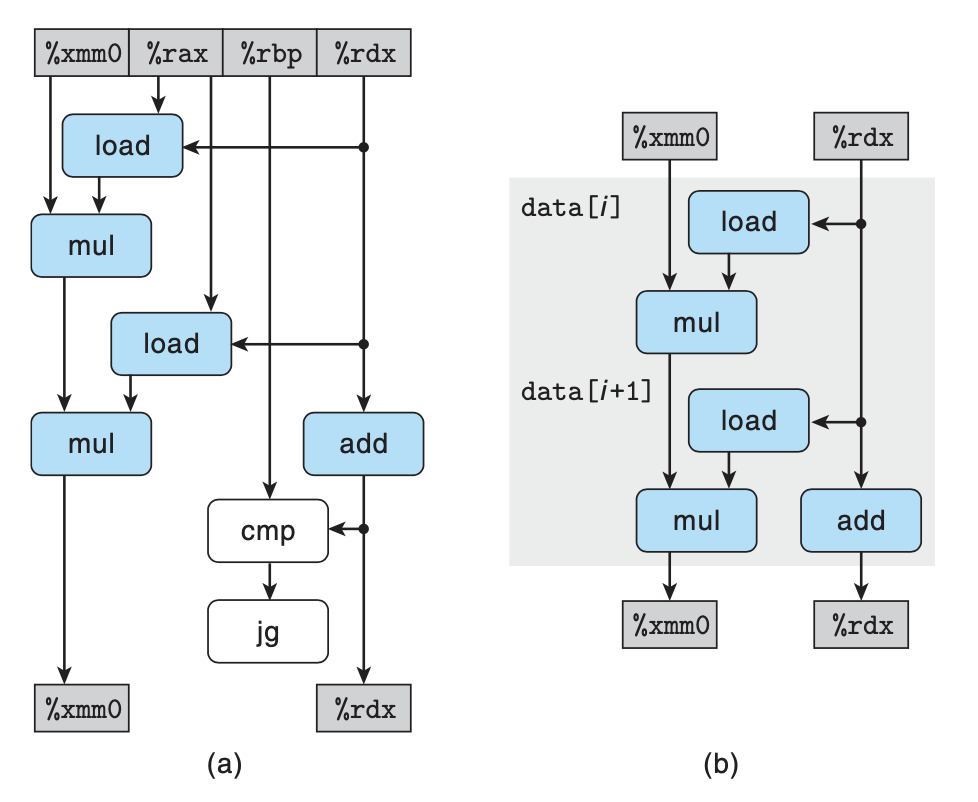 %xmm0 %rax %rbp %rdx
load
mul
load
mul
add
cmp
jg
%xmm0 %rdx
(a)
%xmm0 %rdx
data[i]
load
mul
data[i+1]
load
mul
add
%xmm0 %rdx
(b)